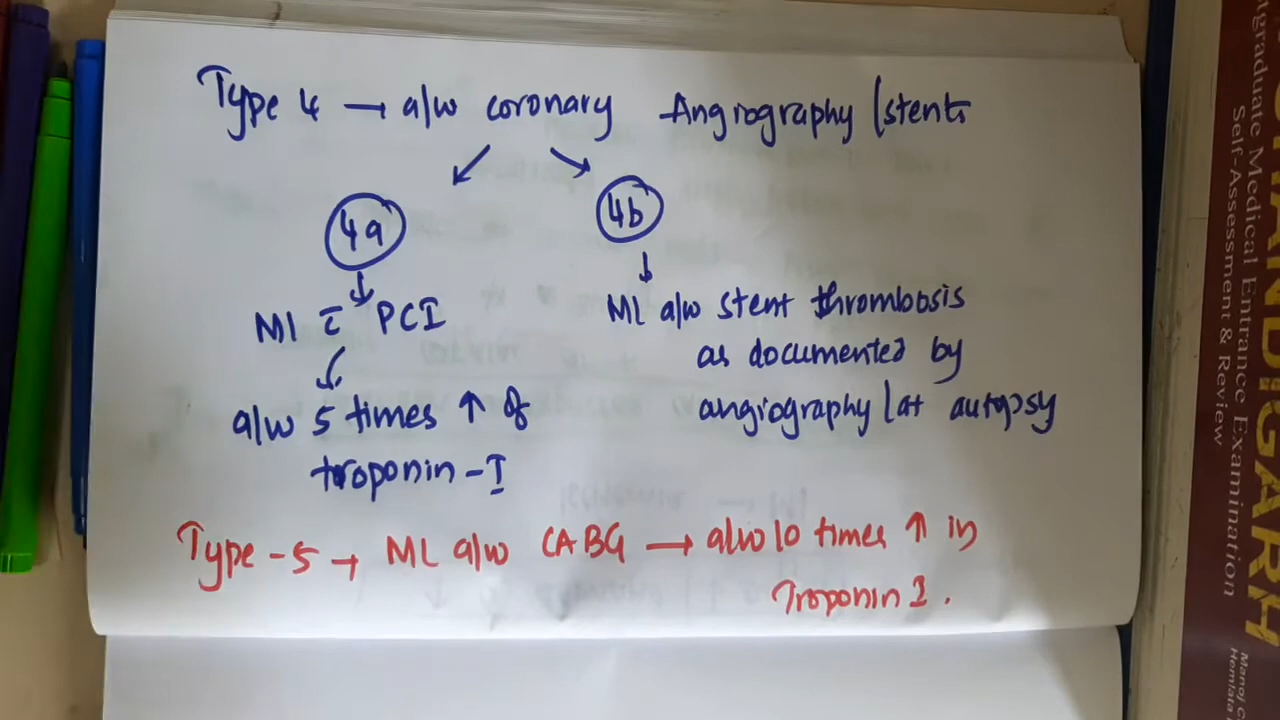 Type 4 → a/w coronary Angiography (stents
4a
4b
MI c̄ PCI
a/w 5 times ↑ of
troponin-I
MI a/w stent thrombosis
as documented by
angiography (at autopsy
Type-5 → MI a/w CABG → a/w 10 times ↑ in
Troponin I.
Self-Assessment & Review